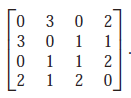 0 3 0 2
3 0 1 1
0 1 1 2
2 1 2 0 .